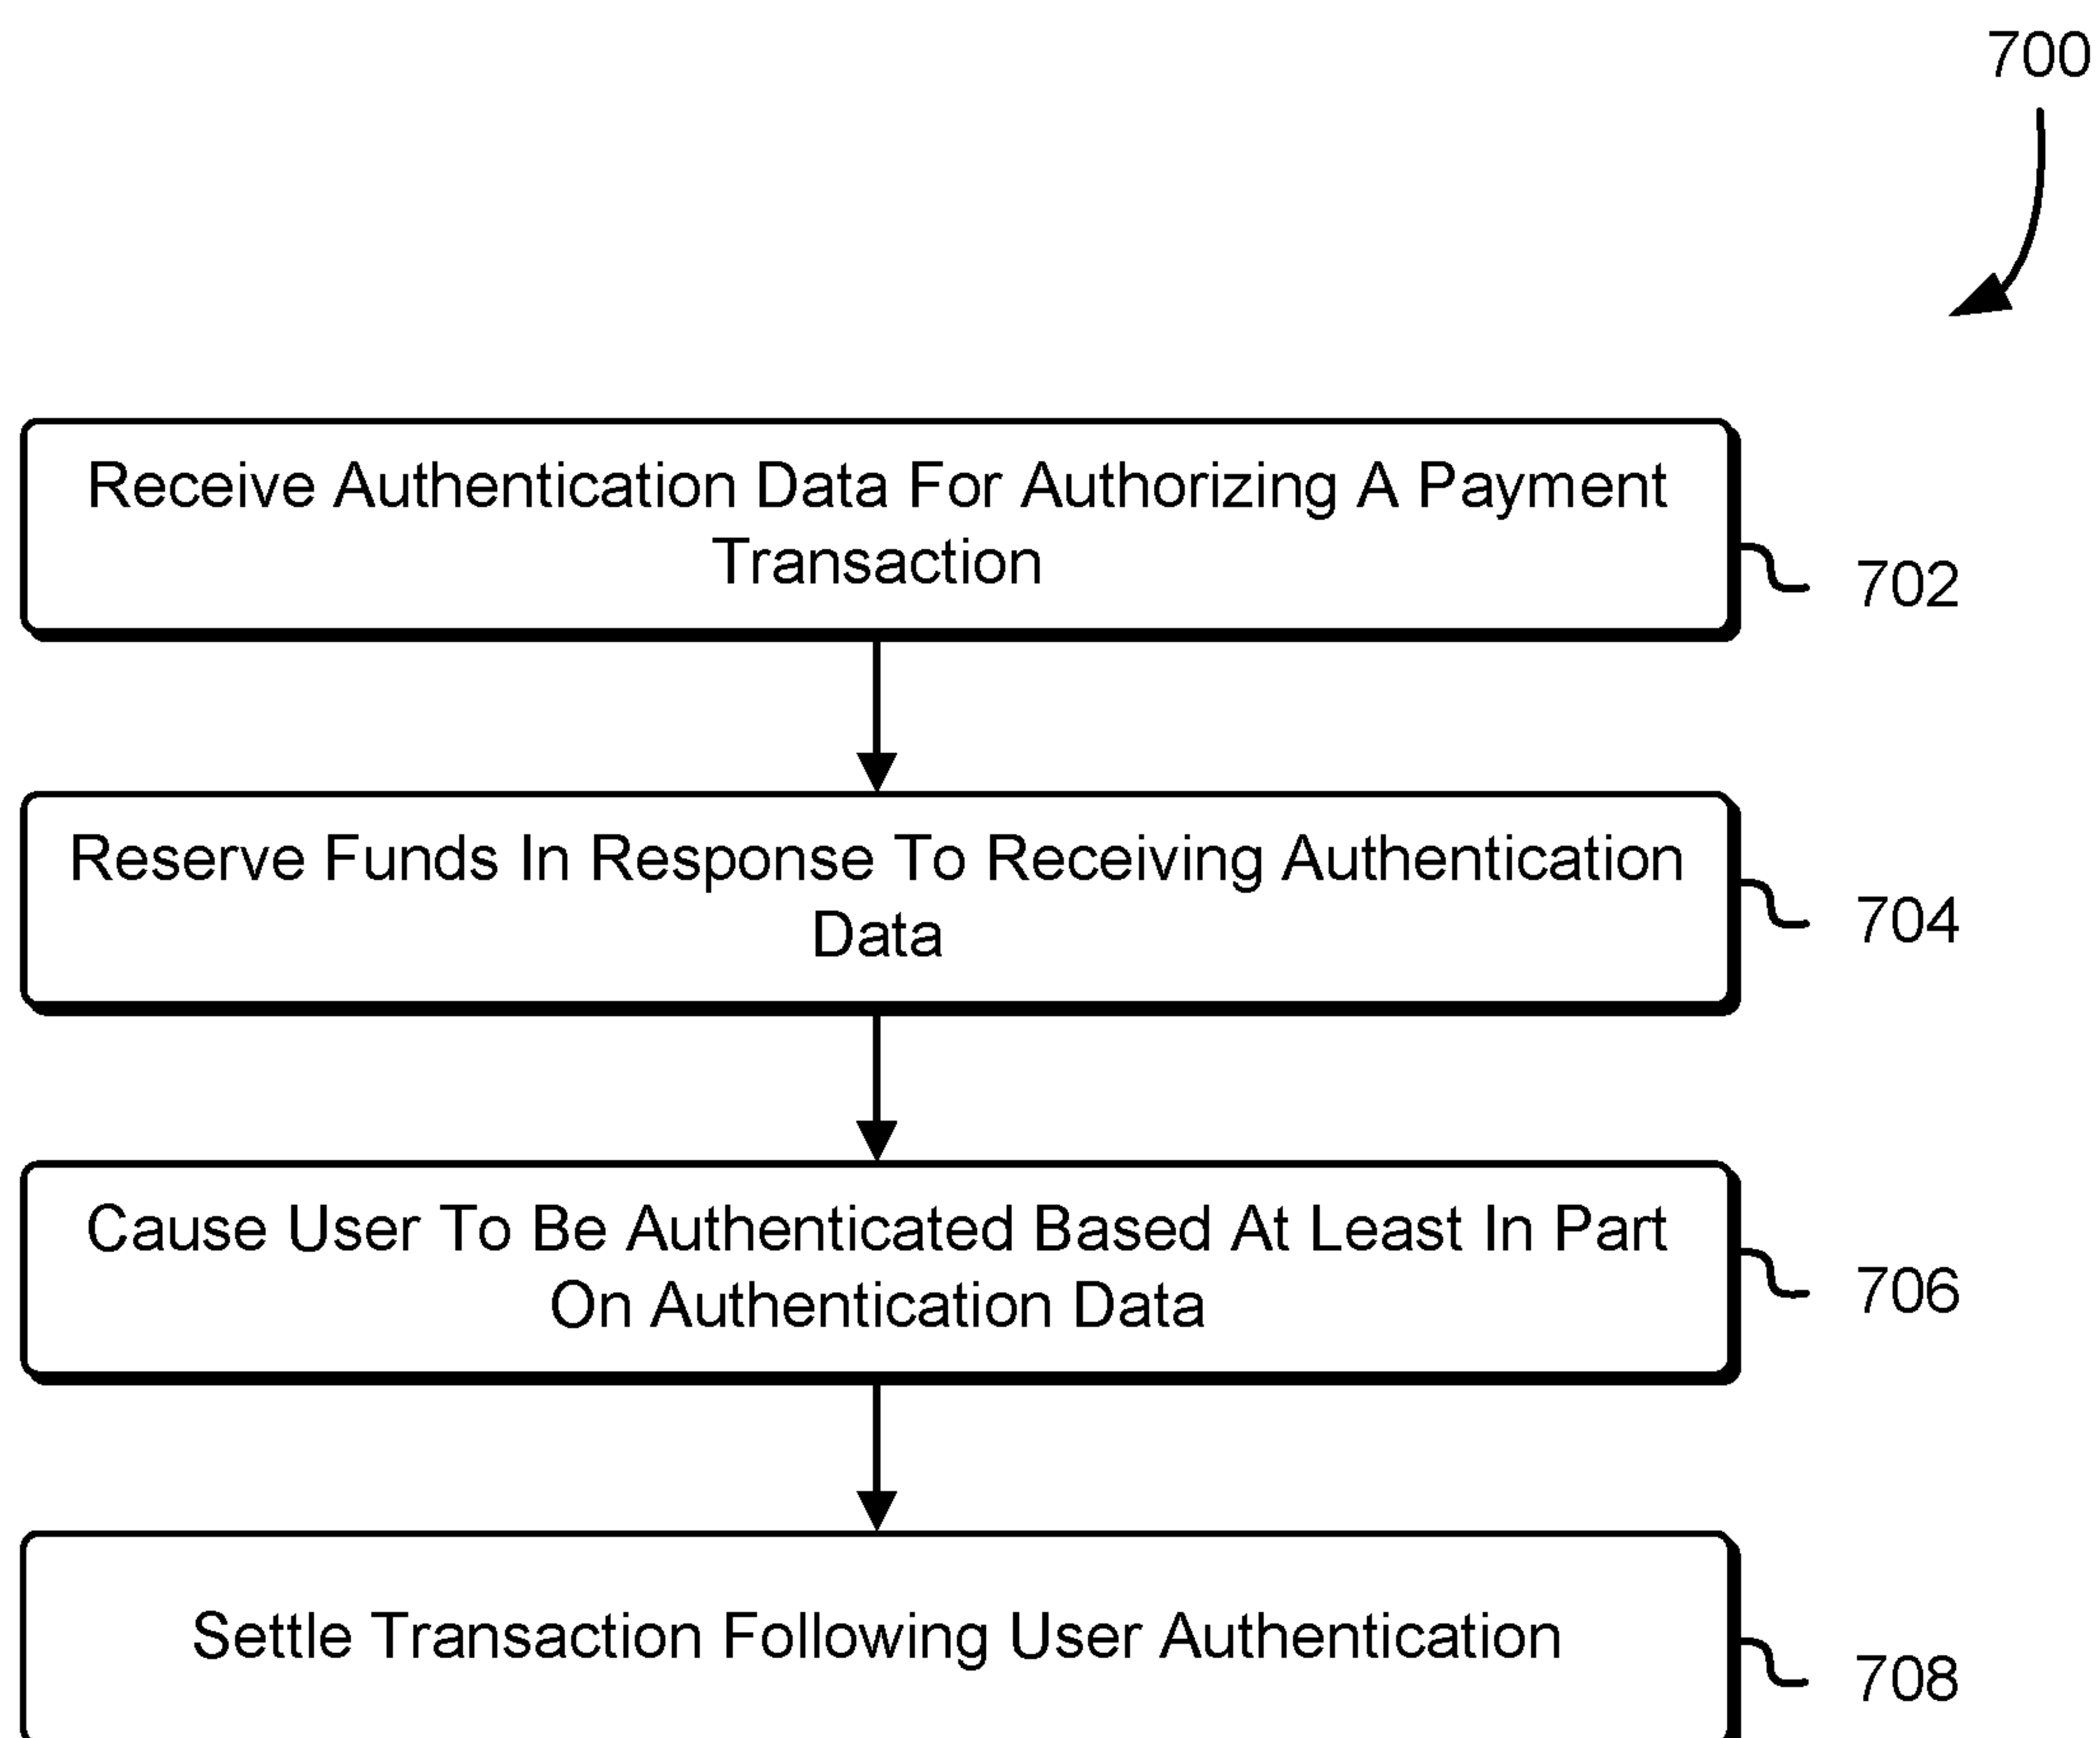 700
Receive Authentication Data For Authorizing A Payment
Transaction
702
Reserve Funds In Response To Receiving Authentication
Data
704
Cause User To Be Authenticated Based At Least In Part
On Authentication Data
706
Settle Transaction Following User Authentication
708